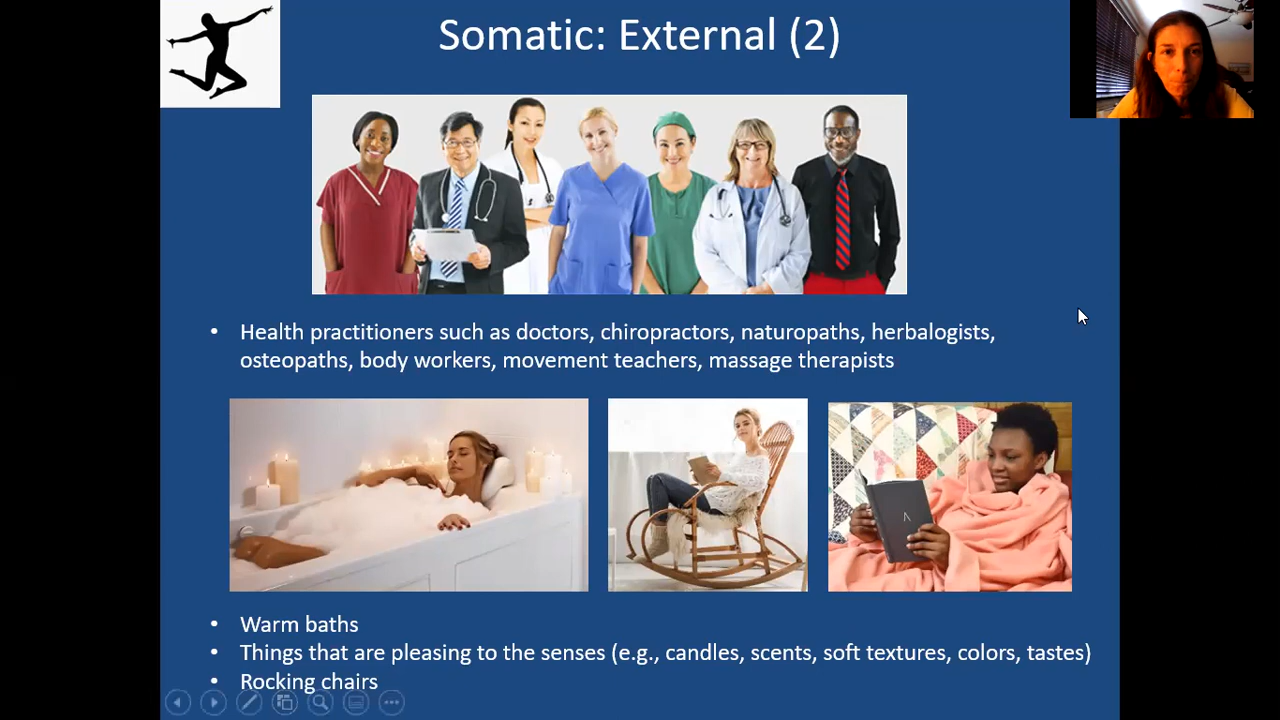 Somatic: External (2)
• Health practitioners such as doctors, chiropractors, naturopaths, herbalogists,
osteopaths, body workers, movement teachers, massage therapists
• Warm baths
• Things that are pleasing to the senses (e.g., candles, scents, soft textures, colors, tastes)
• Rocking chairs